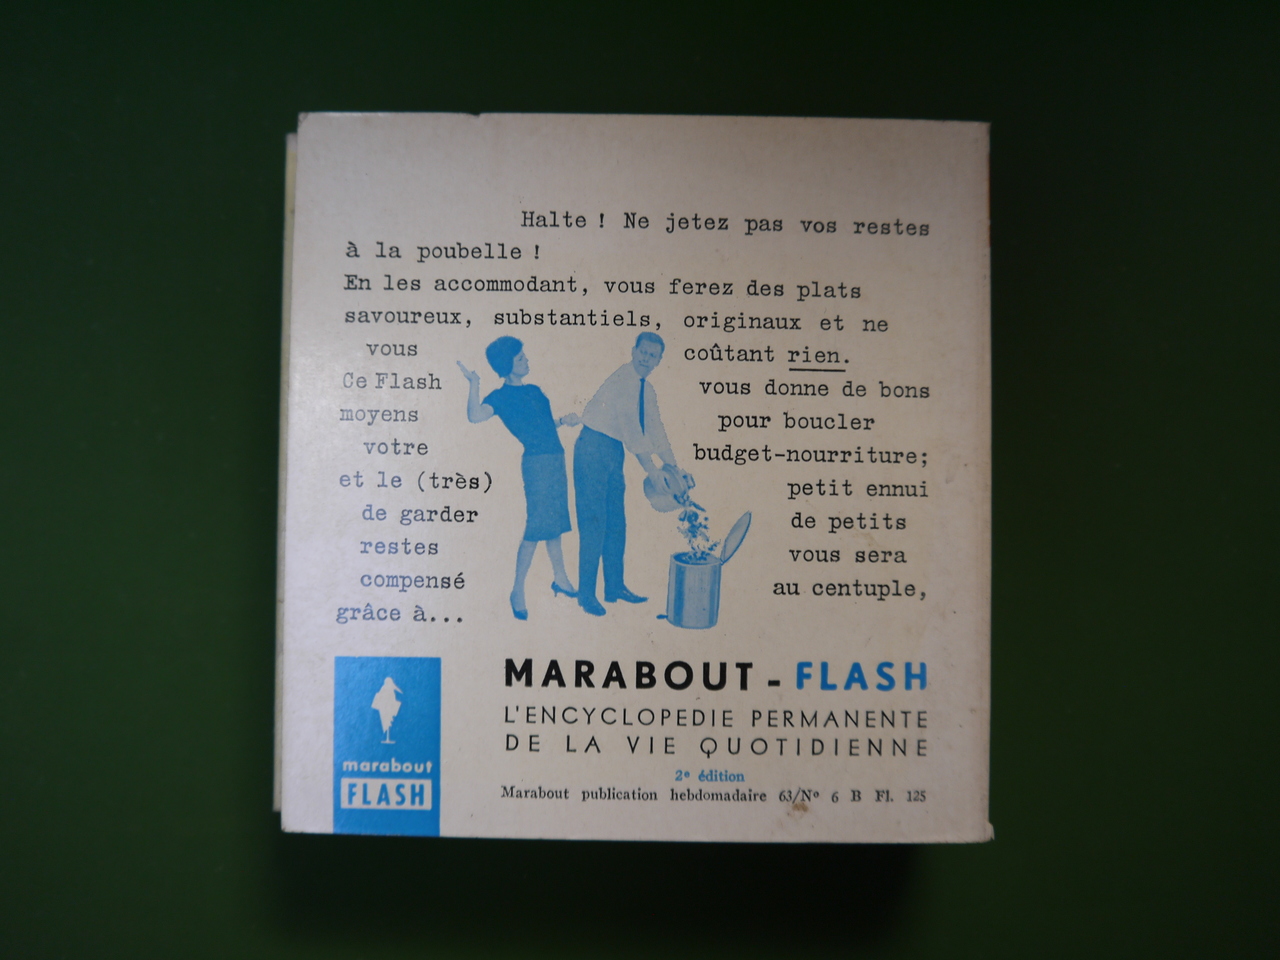 Halte ! Ne jetez pas vos restes
à la poubelle !
En les accommodant, vous ferez des plats
savoureux, substantiels, originaux et ne
vous coûtant rien.
Ce Flash vous donne de bons
moyens pour boucler
votre budget-nourriture;
et le (très) petit ennui
de garder de petits
restes vous sera
compensé au centuple,
grâce à...
MARABOUT - FLASH
L'ENCYCLOPEDIE PERMANENTE
DE LA VIE QUOTIDIENNE
2e édition
Marabout publication hebdomadaire 63/No 6 B Fl. 125
marabout
FLASH